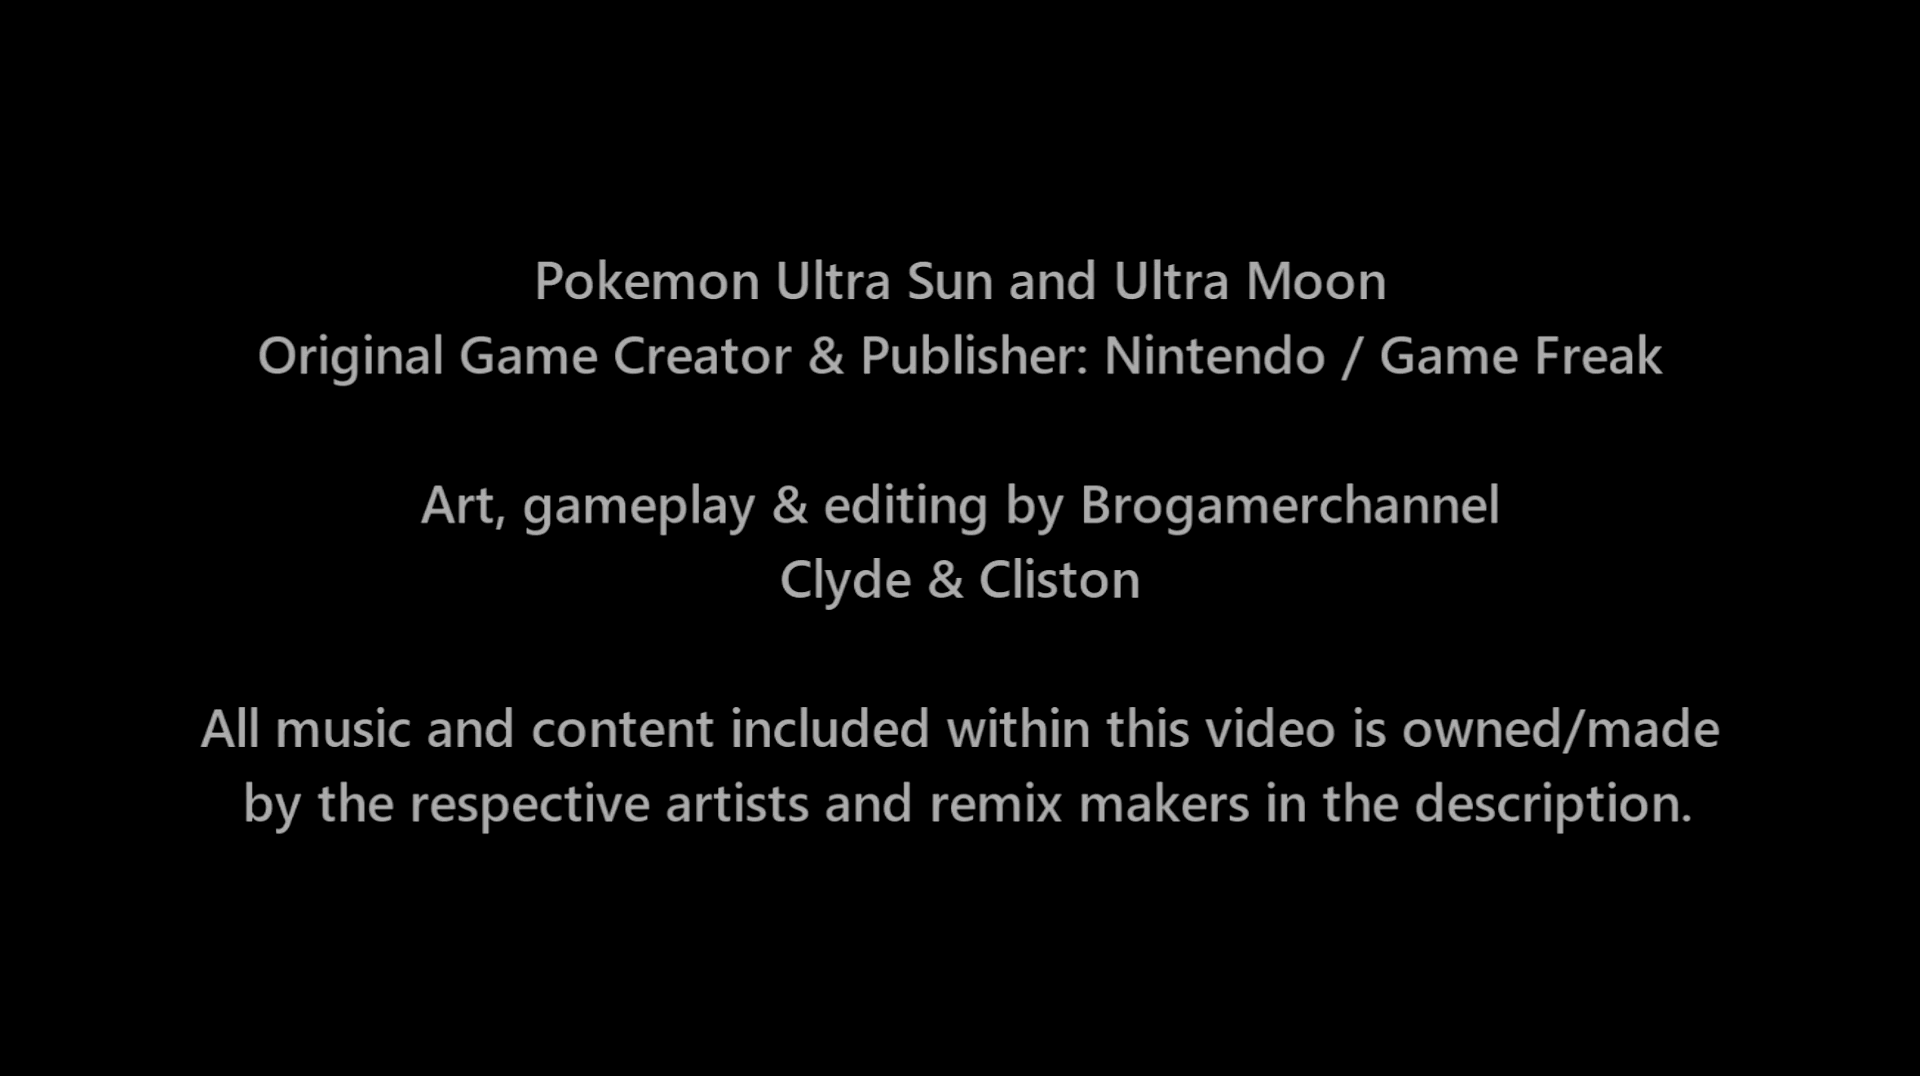 Pokemon Ultra Sun and Ultra Moon
Original Game Creator & Publisher: Nintendo / Game Freak
Art, gameplay & editing by Brogamerchannel
Clyde & Cliston
All music and content included within this video is owned/made
by the respective artists and remix makers in the description.